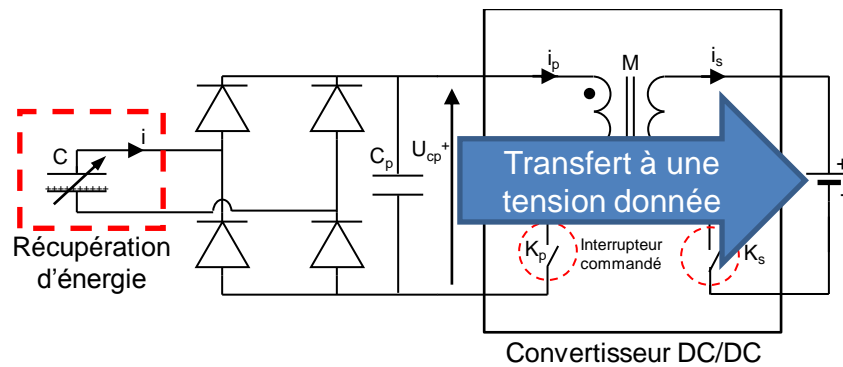 i_p
M
i_s
C
i
C_p
U_cp+
Transfert à une
tension donnée
+
-
Récupération
d'énergie
K_p
Interrupteur
commandé
K_s
Convertisseur DC/DC